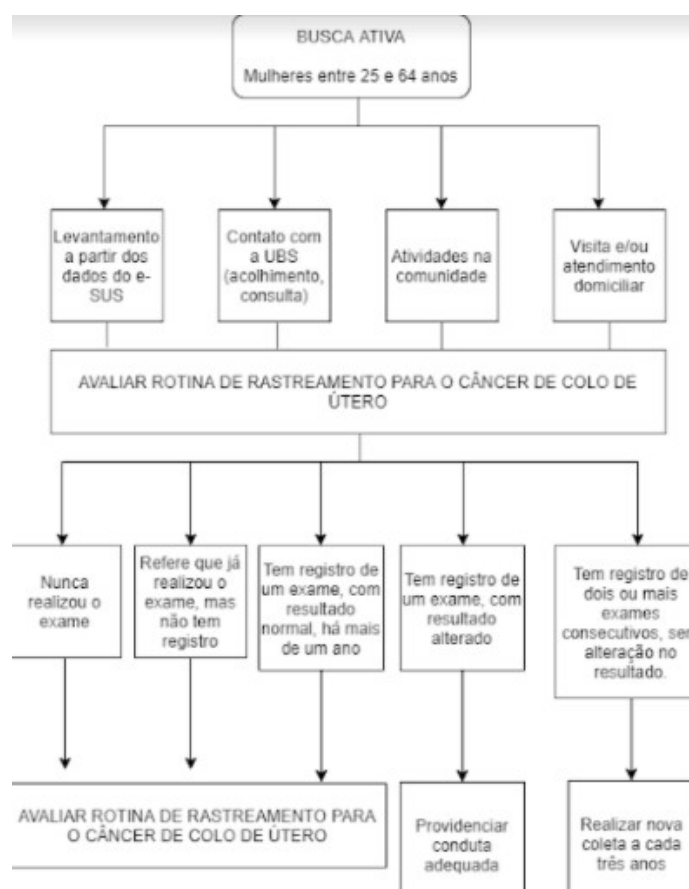 BUSCA ATIVA
Mulheres entre 25 e 64 anos
Levantamento
a partir dos
dados do e-
SUS
Contato com
a UBS
(acolhimento,
consulta)
Atividades na
comunidade
Visita e/ou
atendimento
domiciliar
AVALIAR ROTINA DE RASTREAMENTO PARA O CÂNCER DE COLO DE
ÚTERO
Nunca
realizou o
exame
Refere que já
realizou o
exame, mas
não tem
registro
Tem registro de
um exame, com
resultado
normal, há mais
de um ano
Tem registro de
um exame, com
resultado
alterado
Tem registro de
dois ou mais
exames
consecutivos, se
alteração no
resultado.
AVALIAR ROTINA DE RASTREAMENTO PARA
O CÂNCER DE COLO DE ÚTERO
Providenciar
conduta
adequada
Realizar nova
coleta a cada
três anos